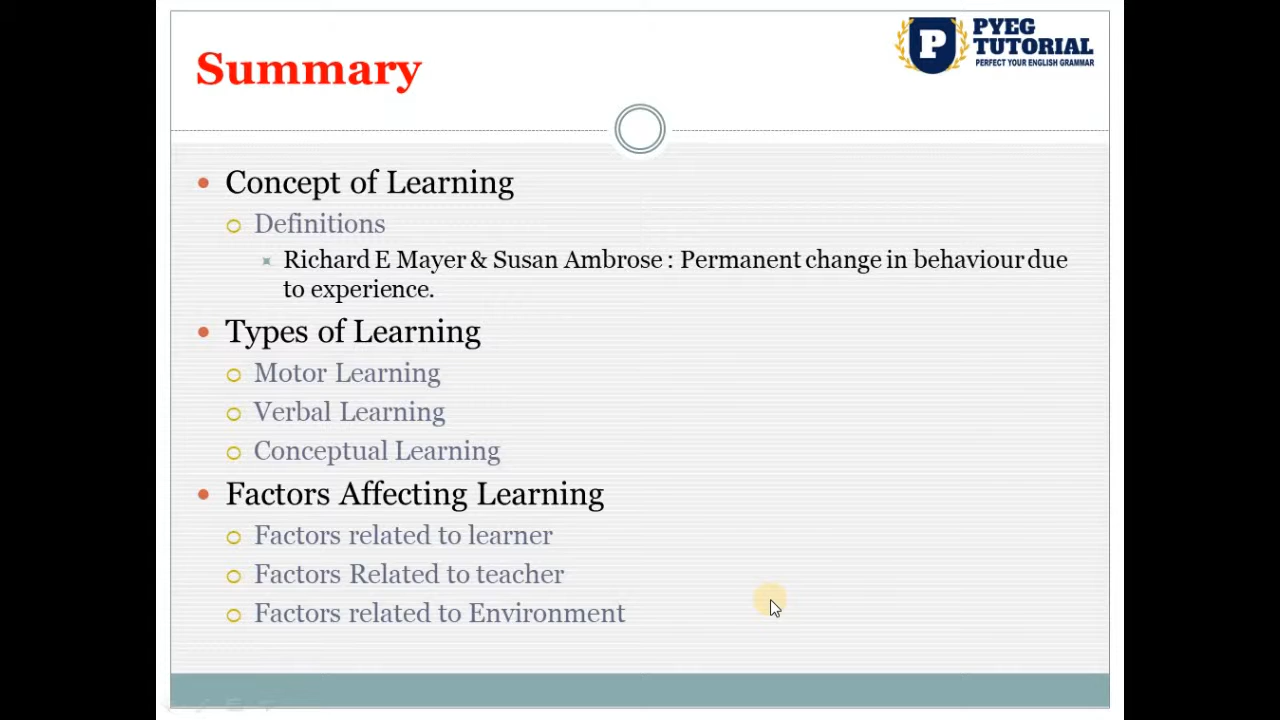 PYEG
TUTORIAL
PERFECT YOUR ENGLISH GRAMMAR
P
Summary
Concept of Learning
Definitions
Richard E Mayer & Susan Ambrose : Permanent change in behaviour due
to experience.
Types of Learning
Motor Learning
Verbal Learning
Conceptual Learning
Factors Affecting Learning
Factors related to learner
Factors Related to teacher
Factors related to Environment